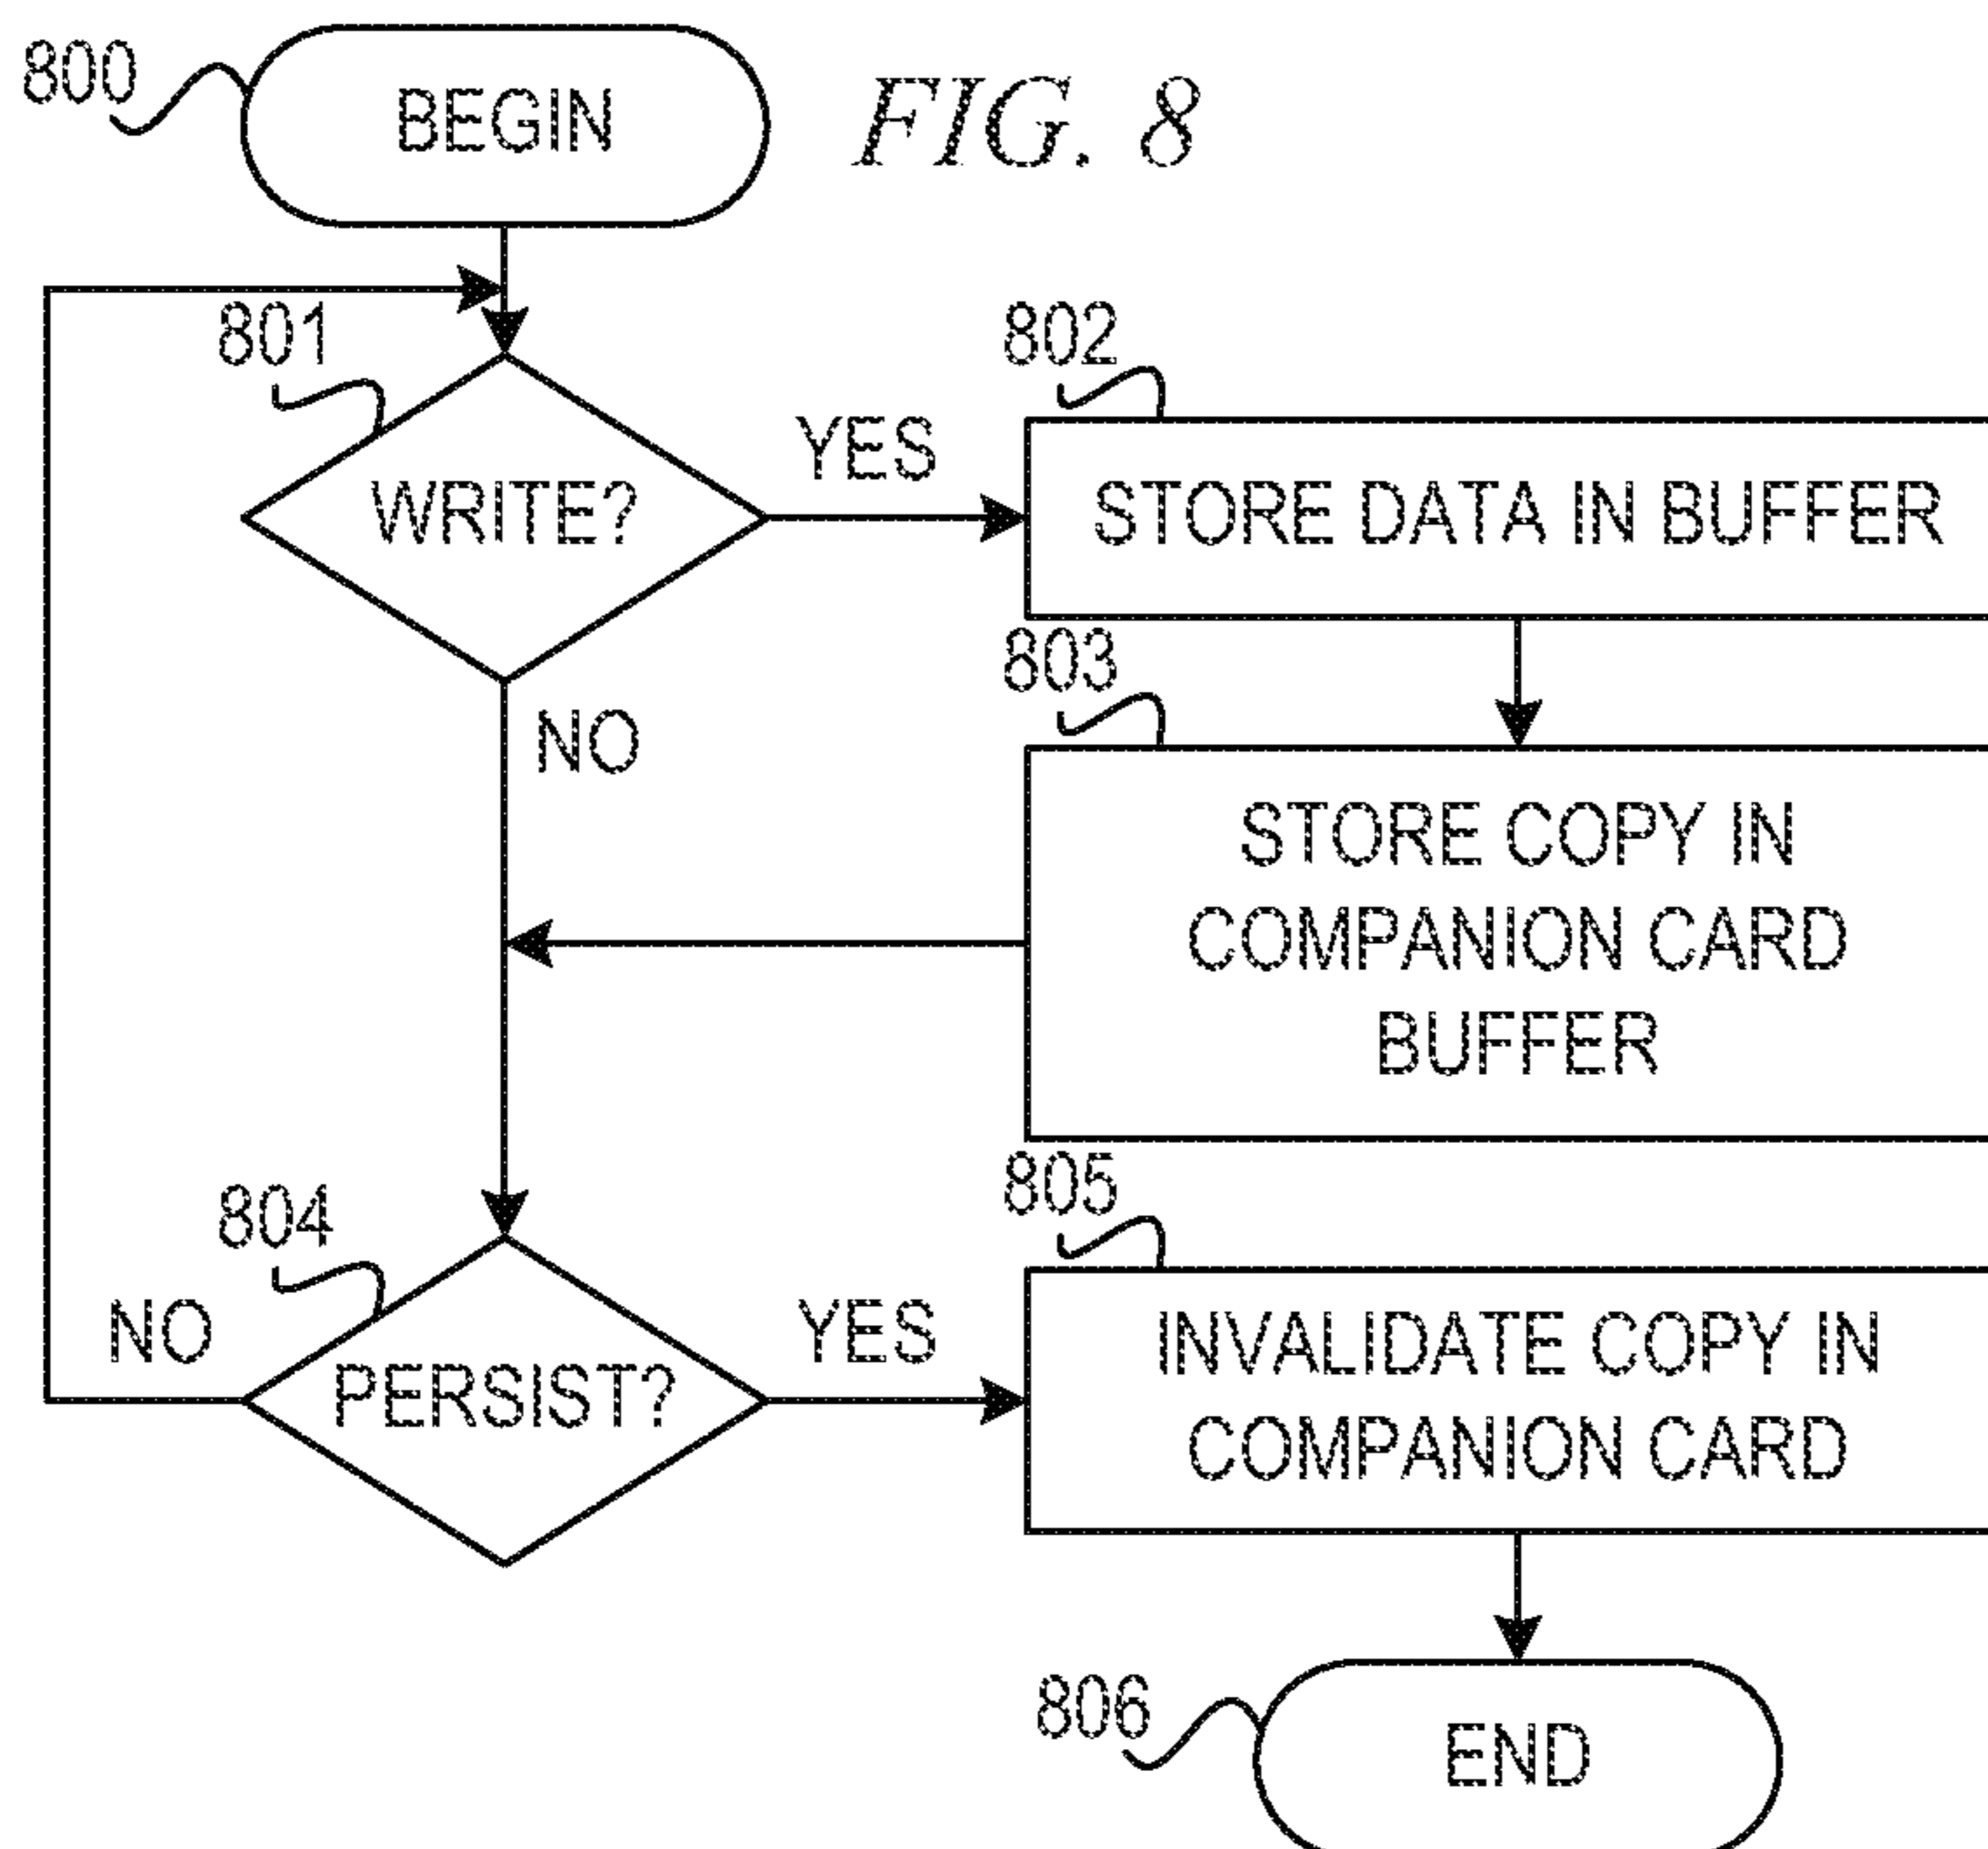 800
BEGIN
FIG. 8
801
WRITE?
YES
802
STORE DATA IN BUFFER
NO
803
STORE COPY IN
COMPANION CARD
BUFFER
804
NO
PERSIST?
YES
805
INVALIDATE COPY IN
COMPANION CARD
806
END